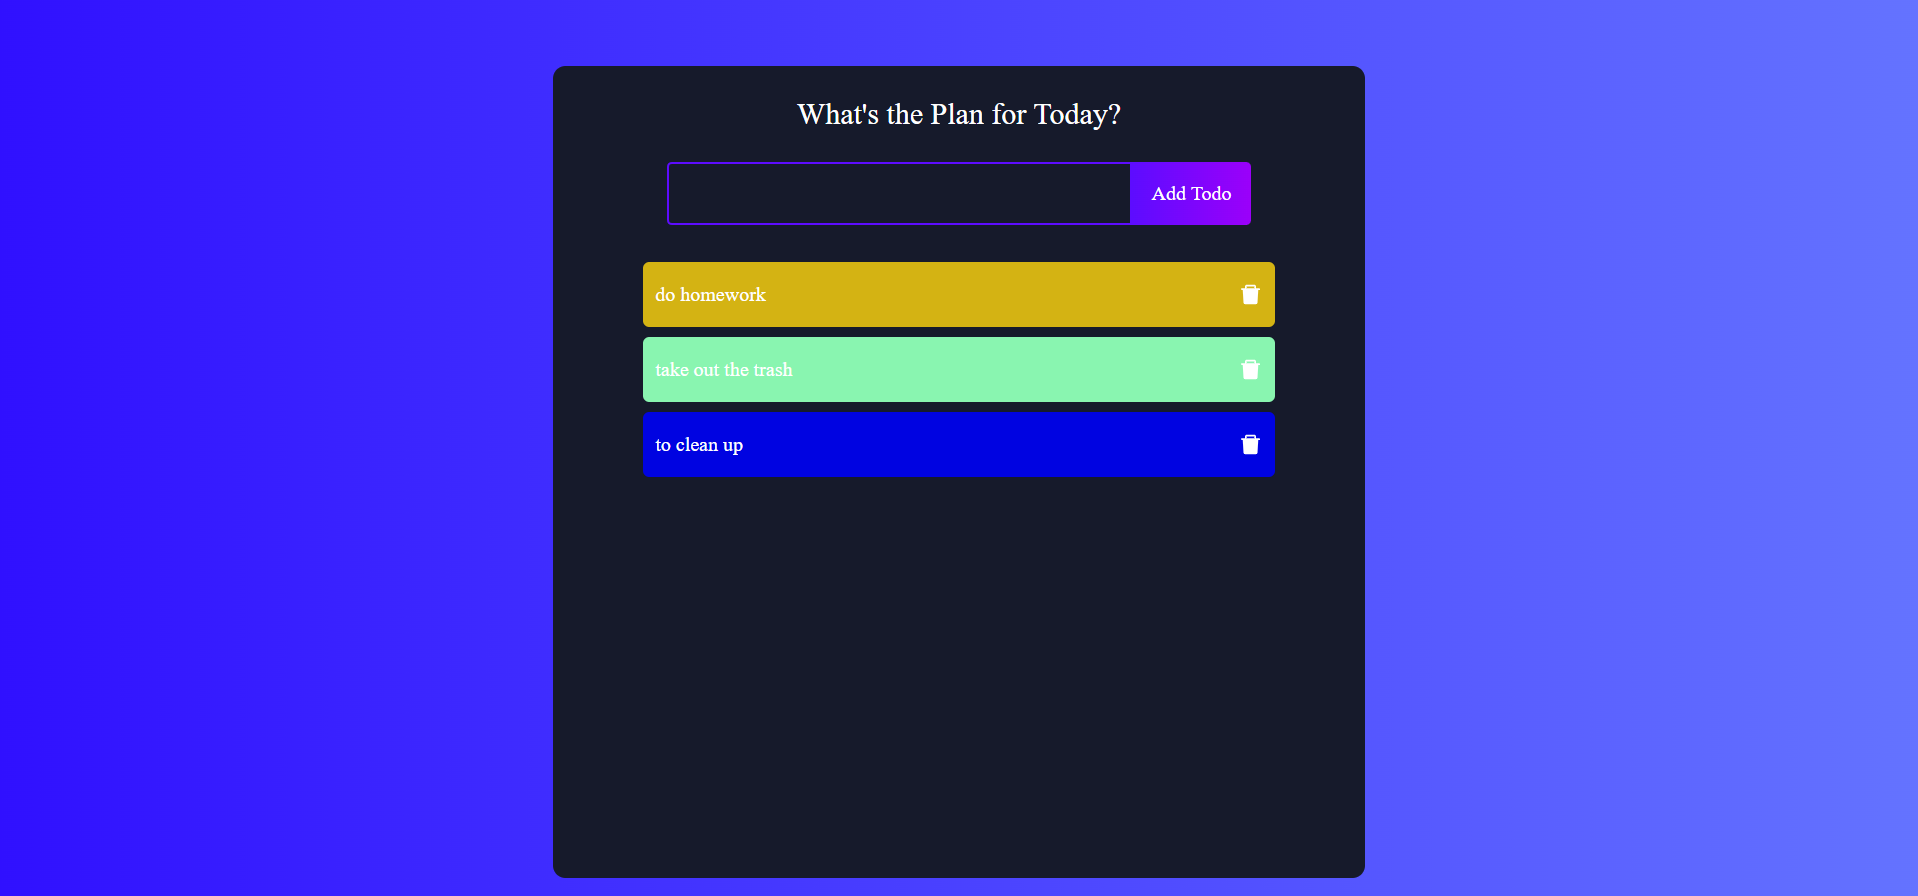 What's the Plan for Today?
Add Todo
do homework
take out the trash
to clean up